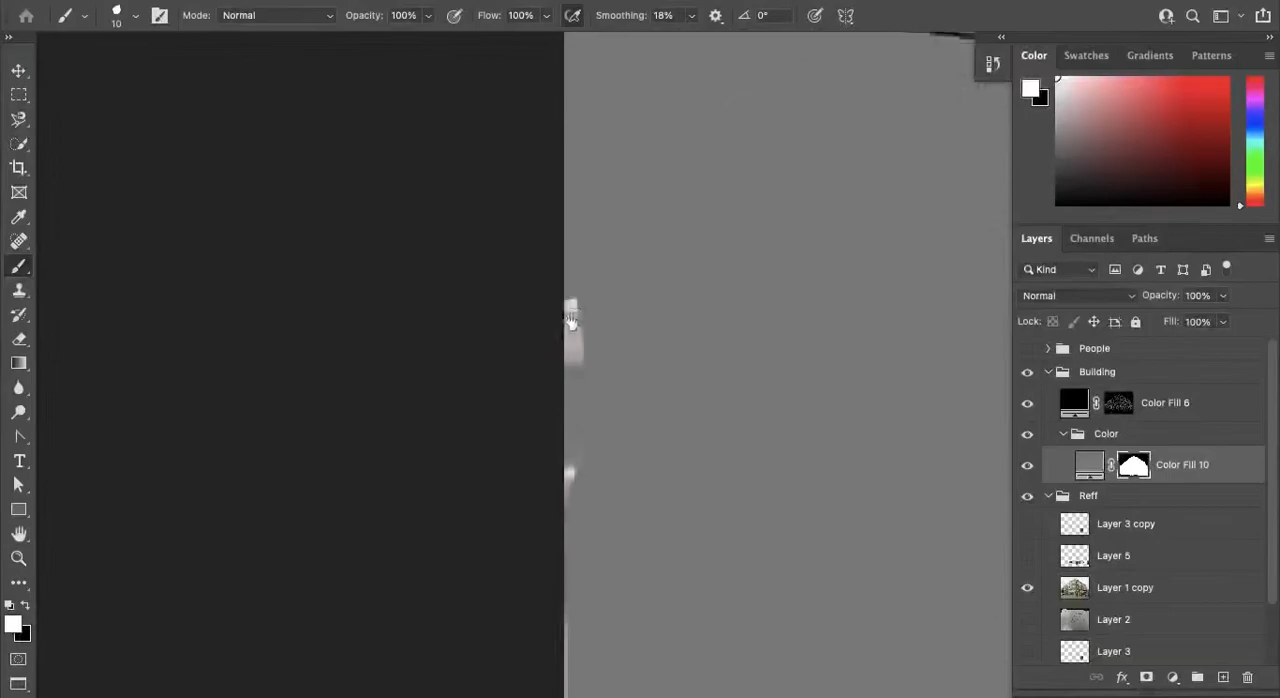 10 Mode: Normal Opacity: 100% Flow: 100% Smoothing: 18% 0°
Color Swatches Gradients Patterns
Layers Channels Paths
Kind
Normal Opacity: 100%
Lock: Fill: 100%
People
Building
Color Fill 6
Color
Color Fill 10
Reff
Layer 3 copy
Layer 5
Layer 1 copy
Layer 2
Layer 3